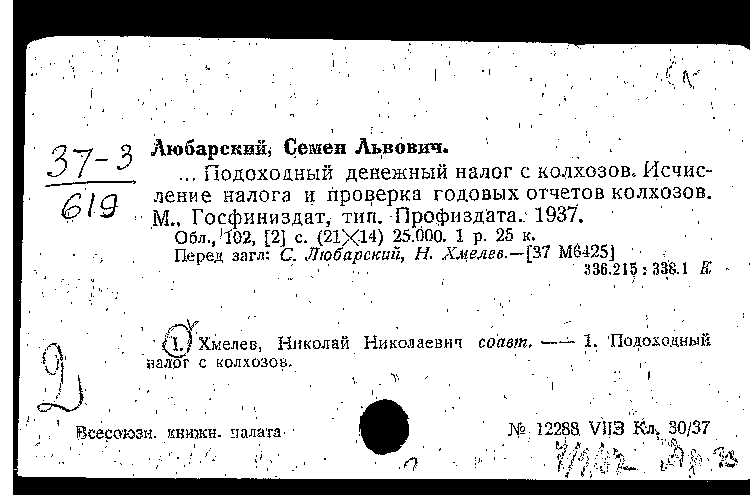 37-3
619
Любарский, Семен Львович.
... Подоходный денежный налог с колхозов. Исчис-
ление налога и проверка годовых отчетов колхозов.
М., Госфиниздат, тип. Профиздата. 1937.
Обл., 102, [2] с. (21×14) 25.000. 1 р. 25 к.
Перед загл: С. Любарский, Н. Хмелев.—[37 М6425]
336.215 : 338.1 К
1. Хмелев, Николай Николаевич соавт. —— 1. Подоходный
налог с колхозов.
2
Всесоюзн. книжн. палата
№ 12288 VIIЭ Кл. 30/37